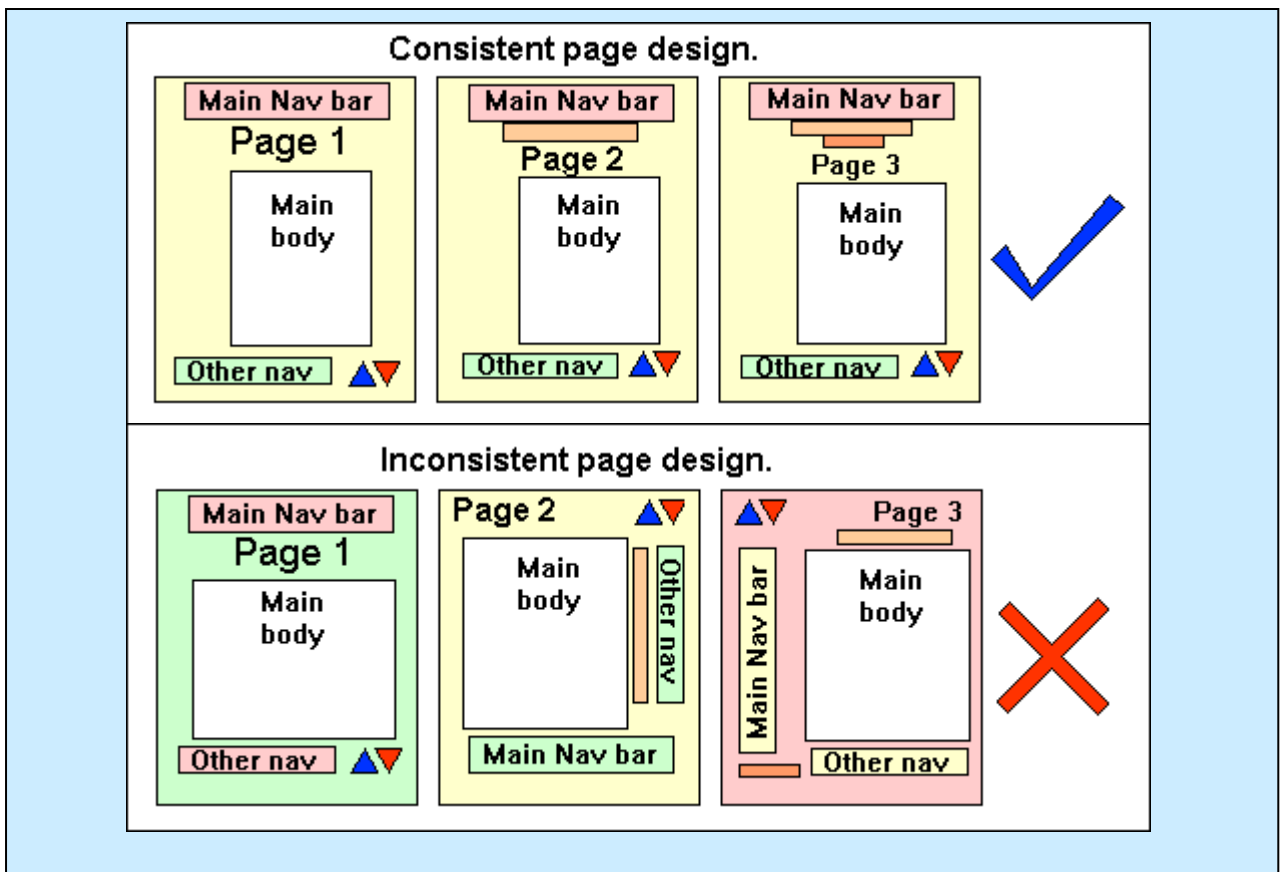 Consistent page design.
Main Nav bar
Page 1
Main
body
Other nav
Main Nav bar
Page 2
Main
body
Other nav
Main Nav bar
Page 3
Main
body
Other nav
Inconsistent page design.
Main Nav bar
Page 1
Main
body
Other nav
Page 2
Main
body
Other nav
Main Nav bar
Page 3
Main Nav bar
Main
body
Other nav